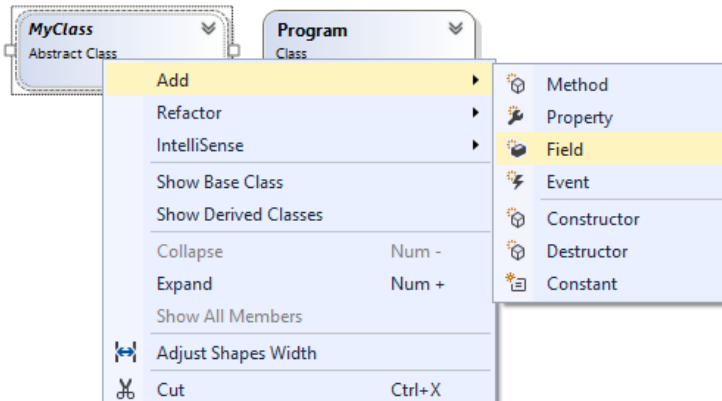 MyClass
Abstract Class
Program
Class
Add
Refactor
IntelliSense
Show Base Class
Show Derived Classes
Collapse Num -
Expand Num +
Show All Members
Adjust Shapes Width
Cut Ctrl+X
Method
Property
Field
Event
Constructor
Destructor
Constant